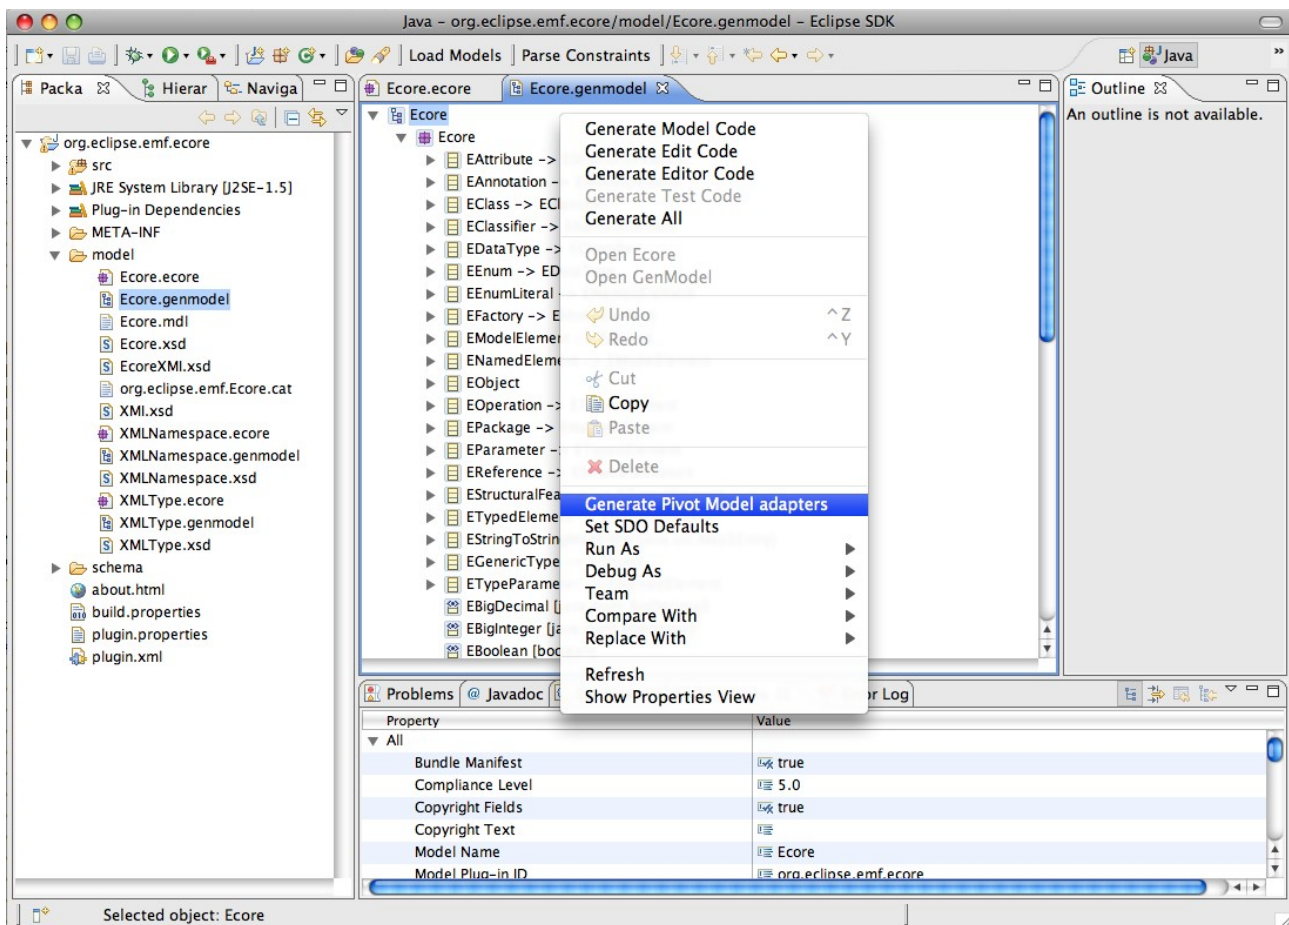 Java – org.eclipse.emf.ecore/model/Ecore.genmodel – Eclipse SDK
Load Models Parse Constraints Java »
Packa Hierar Naviga
org.eclipse.emf.ecore
src
JRE System Library [J2SE-1.5]
Plug-in Dependencies
META-INF
model
Ecore.ecore
Ecore.genmodel
Ecore.mdl
Ecore.xsd
EcoreXMI.xsd
org.eclipse.emf.Ecore.cat
XMI.xsd
XMLNamespace.ecore
XMLNamespace.genmodel
XMLNamespace.xsd
XMLType.ecore
XMLType.genmodel
XMLType.xsd
schema
about.html
build.properties
plugin.properties
plugin.xml
Ecore.ecore Ecore.genmodel
Ecore
Ecore
EAttribute ->
EAnnotation -
EClass -> ECl
EClassifier ->
EDataType ->
EEnum -> ED
EEnumLiteral
EFactory -> E
EModelElemen
ENamedEleme
EObject
EOperation ->
EPackage ->
EParameter -
EReference ->
EStructuralFea
ETypedEleme
EStringToStrin
EGenericType
ETypeParame
EBigDecimal [j
EBigInteger [ja
EBoolean [boo
Generate Model Code
Generate Edit Code
Generate Editor Code
Generate Test Code
Generate All
Open Ecore
Open GenModel
Undo ^Z
Redo ^Y
Cut
Copy
Paste
Delete
Generate Pivot Model adapters
Set SDO Defaults
Run As
Debug As
Team
Compare With
Replace With
Refresh
Show Properties View
Outline
An outline is not available.
Problems @ Javadoc r Log
Property Value
All
Bundle Manifest true
Compliance Level 5.0
Copyright Fields true
Copyright Text
Model Name Ecore
Model Plug-in ID org.eclipse.emf.ecore
Selected object: Ecore